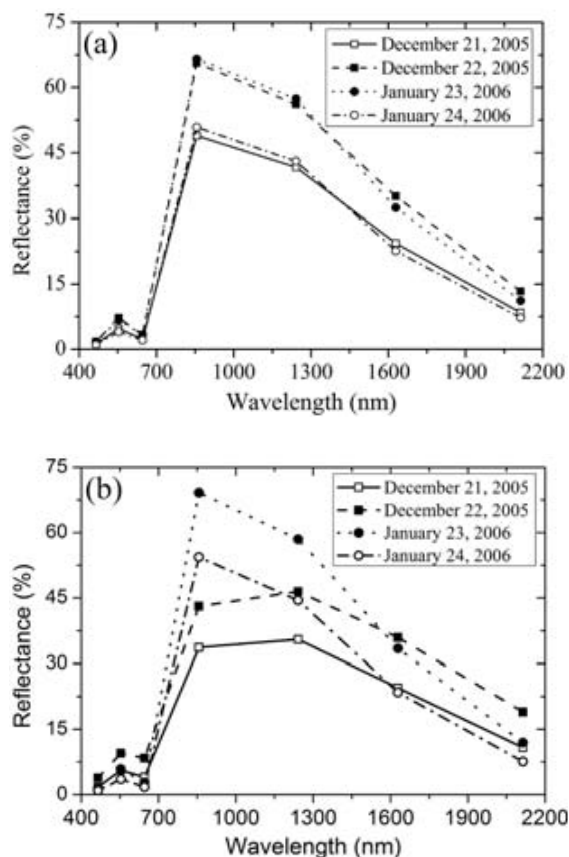 (a)
December 21, 2005
December 22, 2005
January 23, 2006
January 24, 2006
75
60
45
30
15
0
Reflectance (%)
400 700 1000 1300 1600 1900 2200
Wavelength (nm)
(b)
December 21, 2005
December 22, 2005
January 23, 2006
January 24, 2006
75
60
45
30
15
0
Reflectance (%)
400 700 1000 1300 1600 1900 2200
Wavelength (nm)